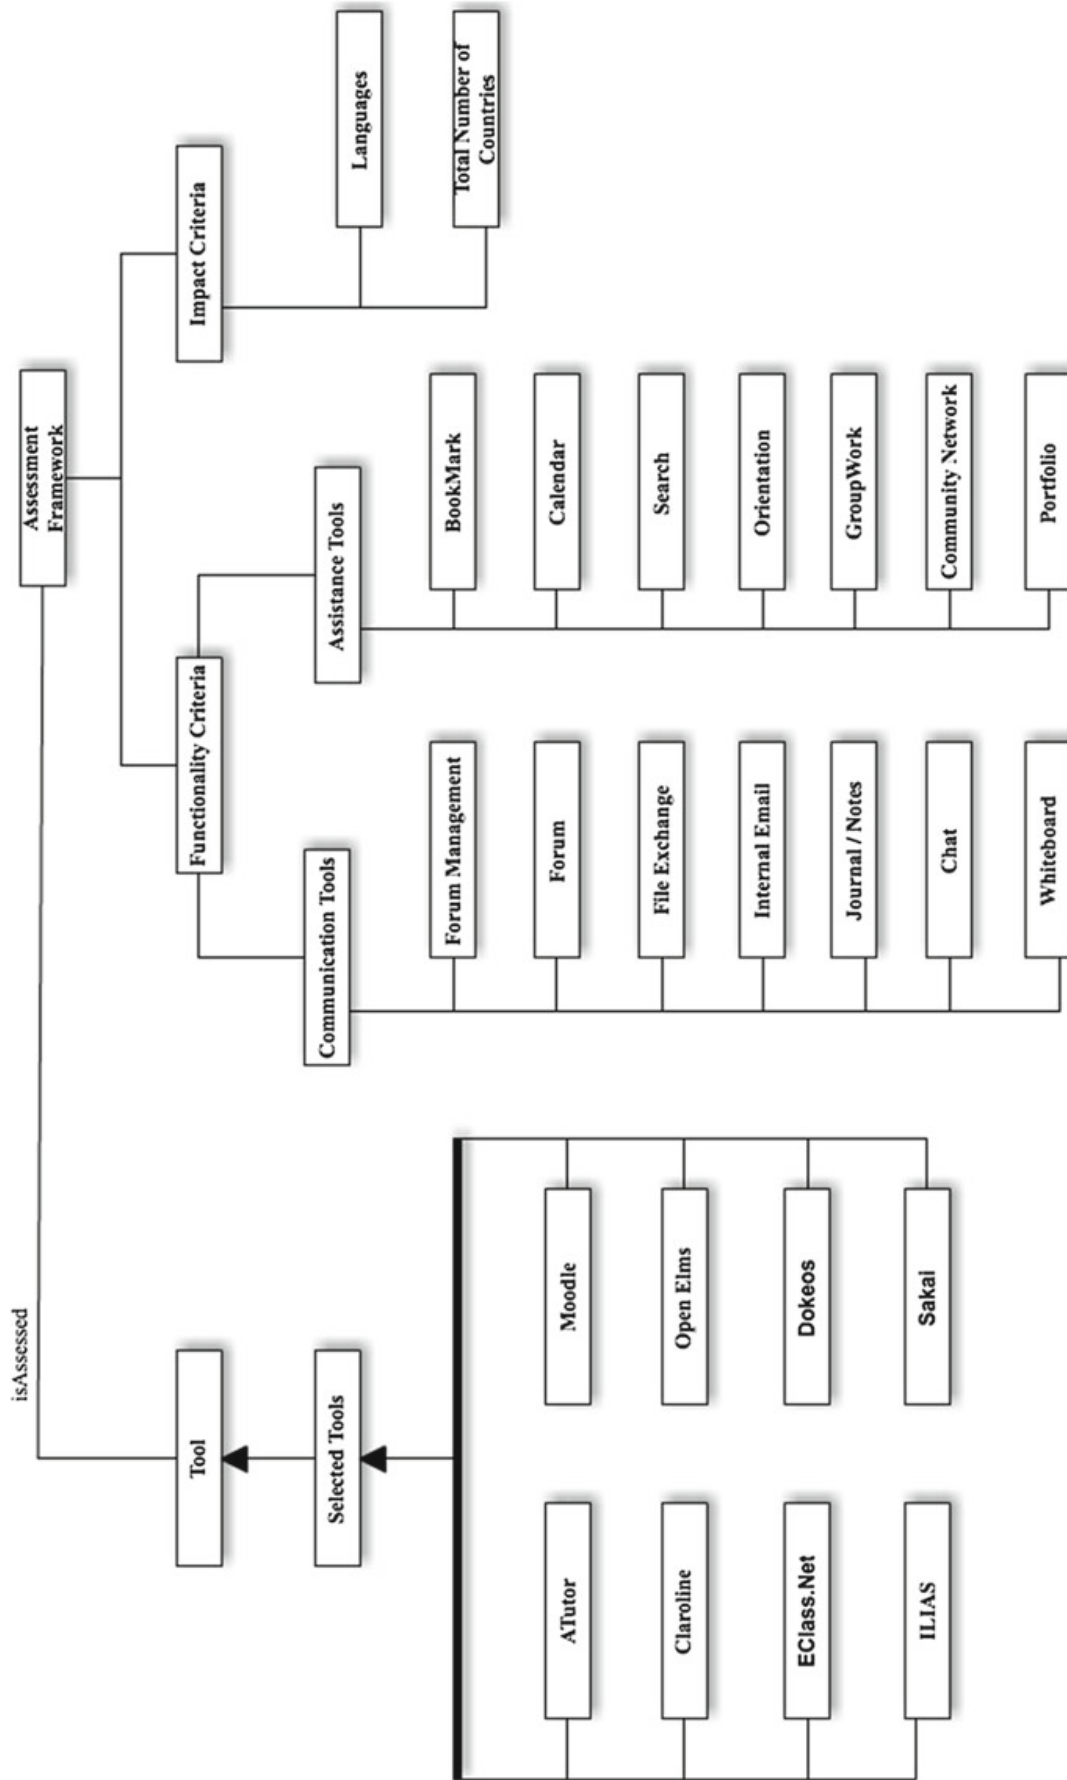 isAssessed
Assessment
Framework
Tool
Functionality Criteria
Impact Criteria
Selected Tools
Communication Tools
Assistance Tools
Languages
Total Number of
Countries
ATutor
Claroline
EClass.Net
ILIAS
Moodle
Open Elms
Dokeos
Sakai
Forum Management
Forum
File Exchange
Internal Email
Journal / Notes
Chat
Whiteboard
BookMark
Calendar
Search
Orientation
GroupWork
Community Network
Portfolio